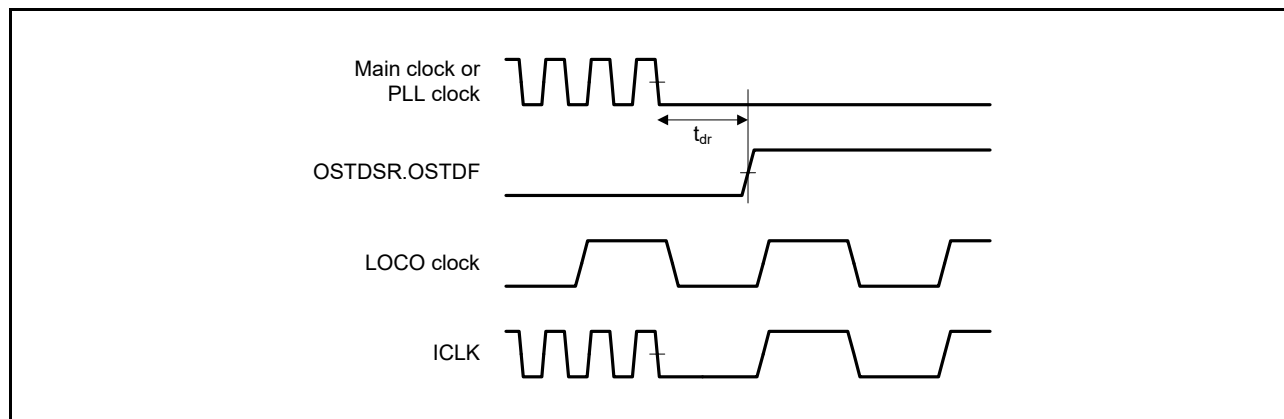 Main clock or
PLL clock
tdr
OSTDSR.OSTDF
LOCO clock
ICLK